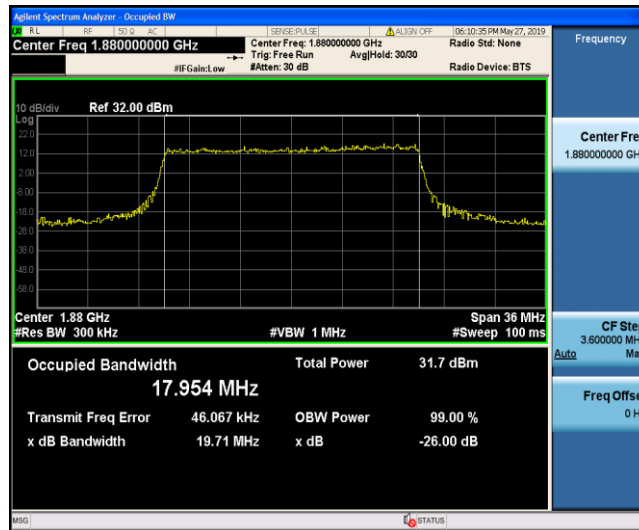 Agilent Spectrum Analyzer - Occupied BW
RL RF 50 Ω AC SENSE:PULSE ALIGN OFF 06:10:35 PM May 27, 2019
Center Freq 1.880000000 GHz Center Freq: 1.880000000 GHz Radio Std: None
Trig: Free Run Avg|Hold: 30/30
#IFGain:Low #Atten: 30 dB Radio Device: BTS
10 dB/div Ref 32.00 dBm
Log
22.0
12.0
2.00
-8.00
-18.0
-28.0
-38.0
-48.0
-58.0
Center 1.88 GHz Span 36 MHz
#Res BW 300 kHz #VBW 1 MHz #Sweep 100 ms
Occupied Bandwidth Total Power 31.7 dBm
17.954 MHz
Transmit Freq Error 46.067 kHz OBW Power 99.00 %
x dB Bandwidth 19.71 MHz x dB -26.00 dB
Frequency
Center Fre
1.880000000 GH
CF Ste
3.600000 MH
Auto Ma
Freq Offse
0 H
MSG STATUS